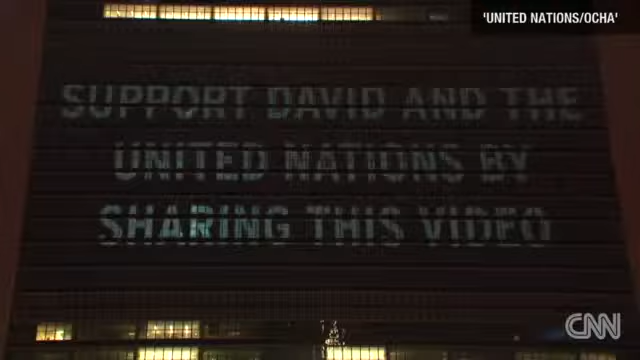 'UNITED NATIONS/OCHA'
SUPPORT DAVID AND THE
UNITED NATIONS BY
SHARING THIS VIDEO
CNN